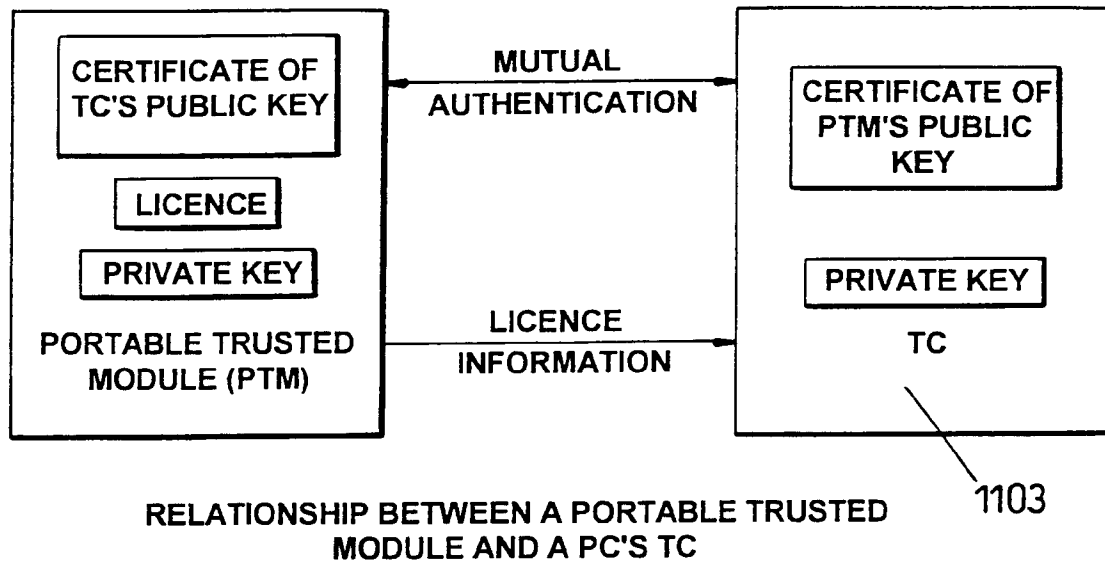 CERTIFICATE OF
TC'S PUBLIC KEY
LICENCE
PRIVATE KEY
PORTABLE TRUSTED
MODULE (PTM)
MUTUAL
AUTHENTICATION
LICENCE
INFORMATION
CERTIFICATE OF
PTM'S PUBLIC
KEY
PRIVATE KEY
TC
1103
RELATIONSHIP BETWEEN A PORTABLE TRUSTED
MODULE AND A PC'S TC